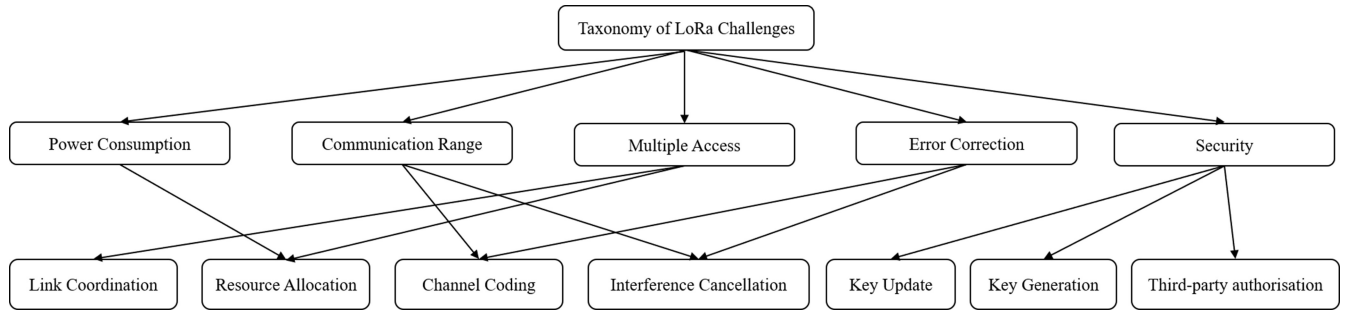 Taxonomy of LoRa Challenges
Power Consumption
Communication Range
Multiple Access
Error Correction
Security
Link Coordination
Resource Allocation
Channel Coding
Interference Cancellation
Key Update
Key Generation
Third-party authorisation